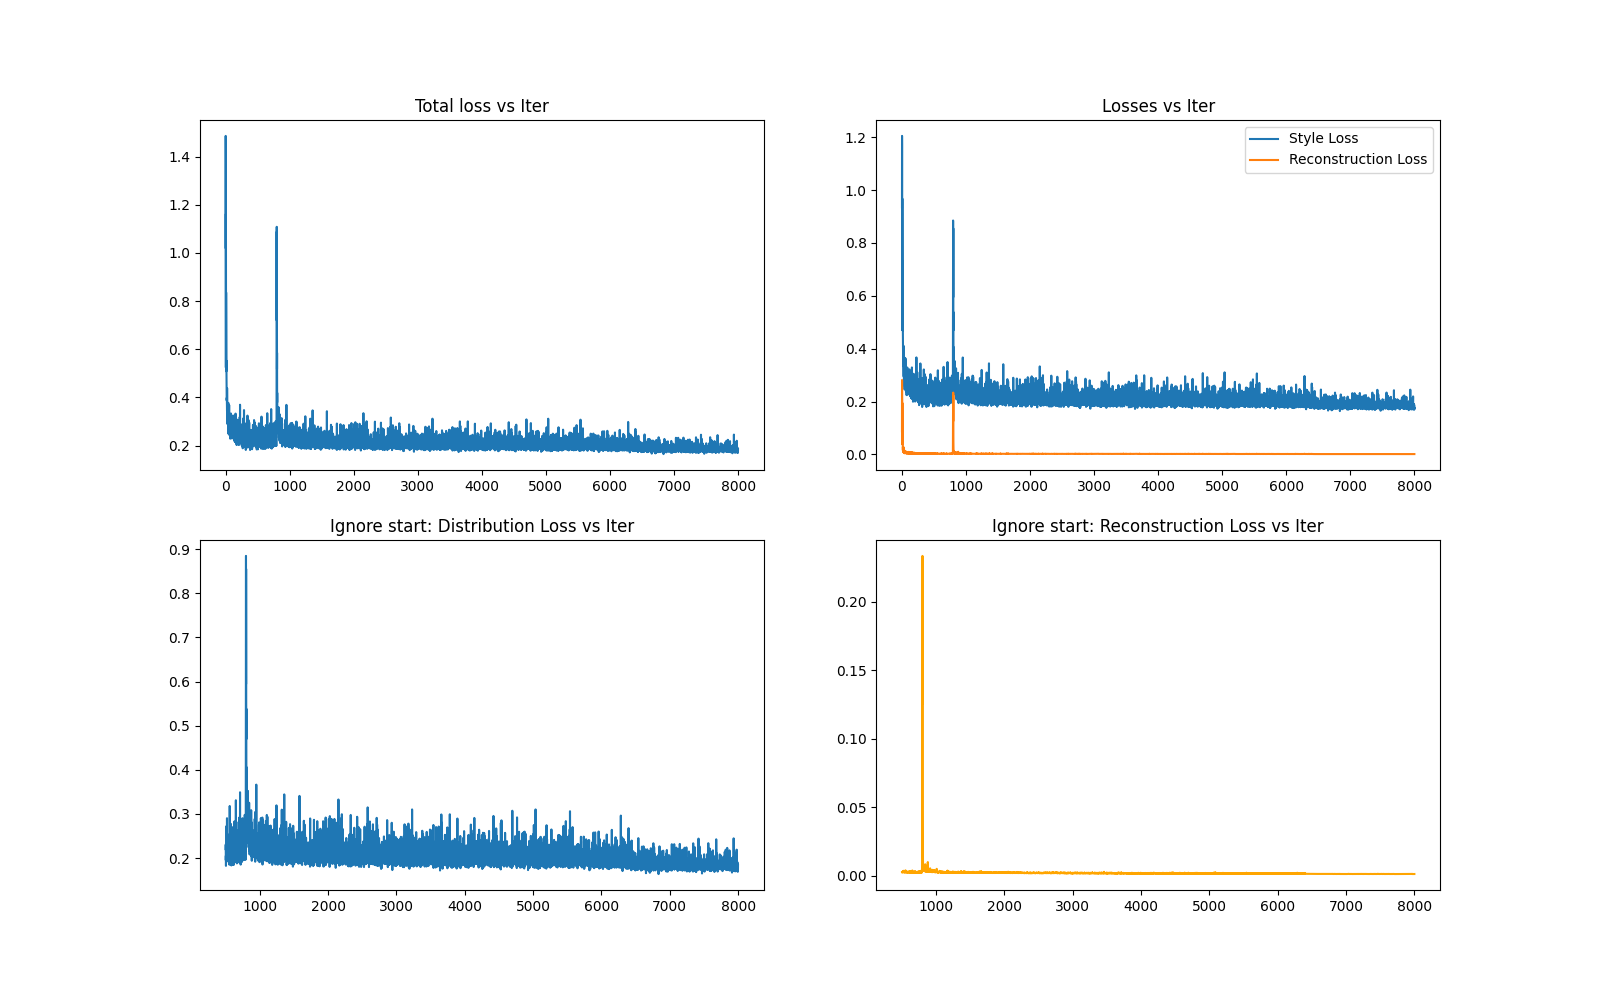 Total loss vs Iter
1.4
1.2
1.0
0.8
0.6
0.4
0.2
0 1000 2000 3000 4000 5000 6000 7000 8000
Losses vs Iter
Style Loss
Reconstruction Loss
1.2
1.0
0.8
0.6
0.4
0.2
0.0
0 1000 2000 3000 4000 5000 6000 7000 8000
Ignore start: Distribution Loss vs Iter
0.9
0.8
0.7
0.6
0.5
0.4
0.3
0.2
1000 2000 3000 4000 5000 6000 7000 8000
Ignore start: Reconstruction Loss vs Iter
0.20
0.15
0.10
0.05
0.00
1000 2000 3000 4000 5000 6000 7000 8000